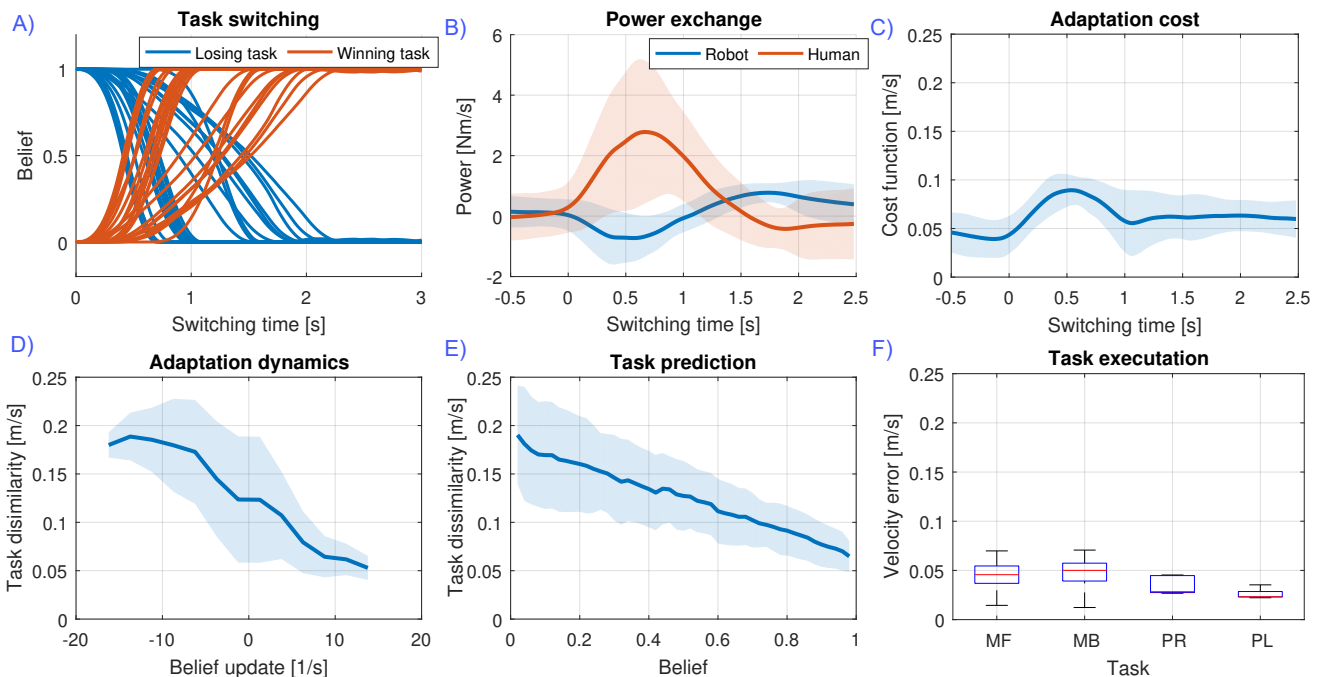 A)
Task switching
Losing task
Winning task
1
0.5
0
Belief
0
1
2
3
Switching time [s]
B)
Power exchange
Robot
Human
6
4
2
0
-2
Power [Nm/s]
-0.5
0
0.5
1
1.5
2
2.5
Switching time [s]
C)
Adaptation cost
0.25
0.2
0.15
0.1
0.05
0
Cost function [m/s]
-0.5
0
0.5
1
1.5
2
2.5
Switching time [s]
D)
Adaptation dynamics
0.25
0.2
0.15
0.1
0.05
0
Task disimilarity [m/s]
-20
-10
0
10
20
Belief update [1/s]
E)
Task prediction
0.25
0.2
0.15
0.1
0.05
0
Task dissimilarity [m/s]
0
0.2
0.4
0.6
0.8
1
Belief
F)
Task executation
0.25
0.2
0.15
0.1
0.05
0
Velocity error [m/s]
MF
MB
PR
PL
Task